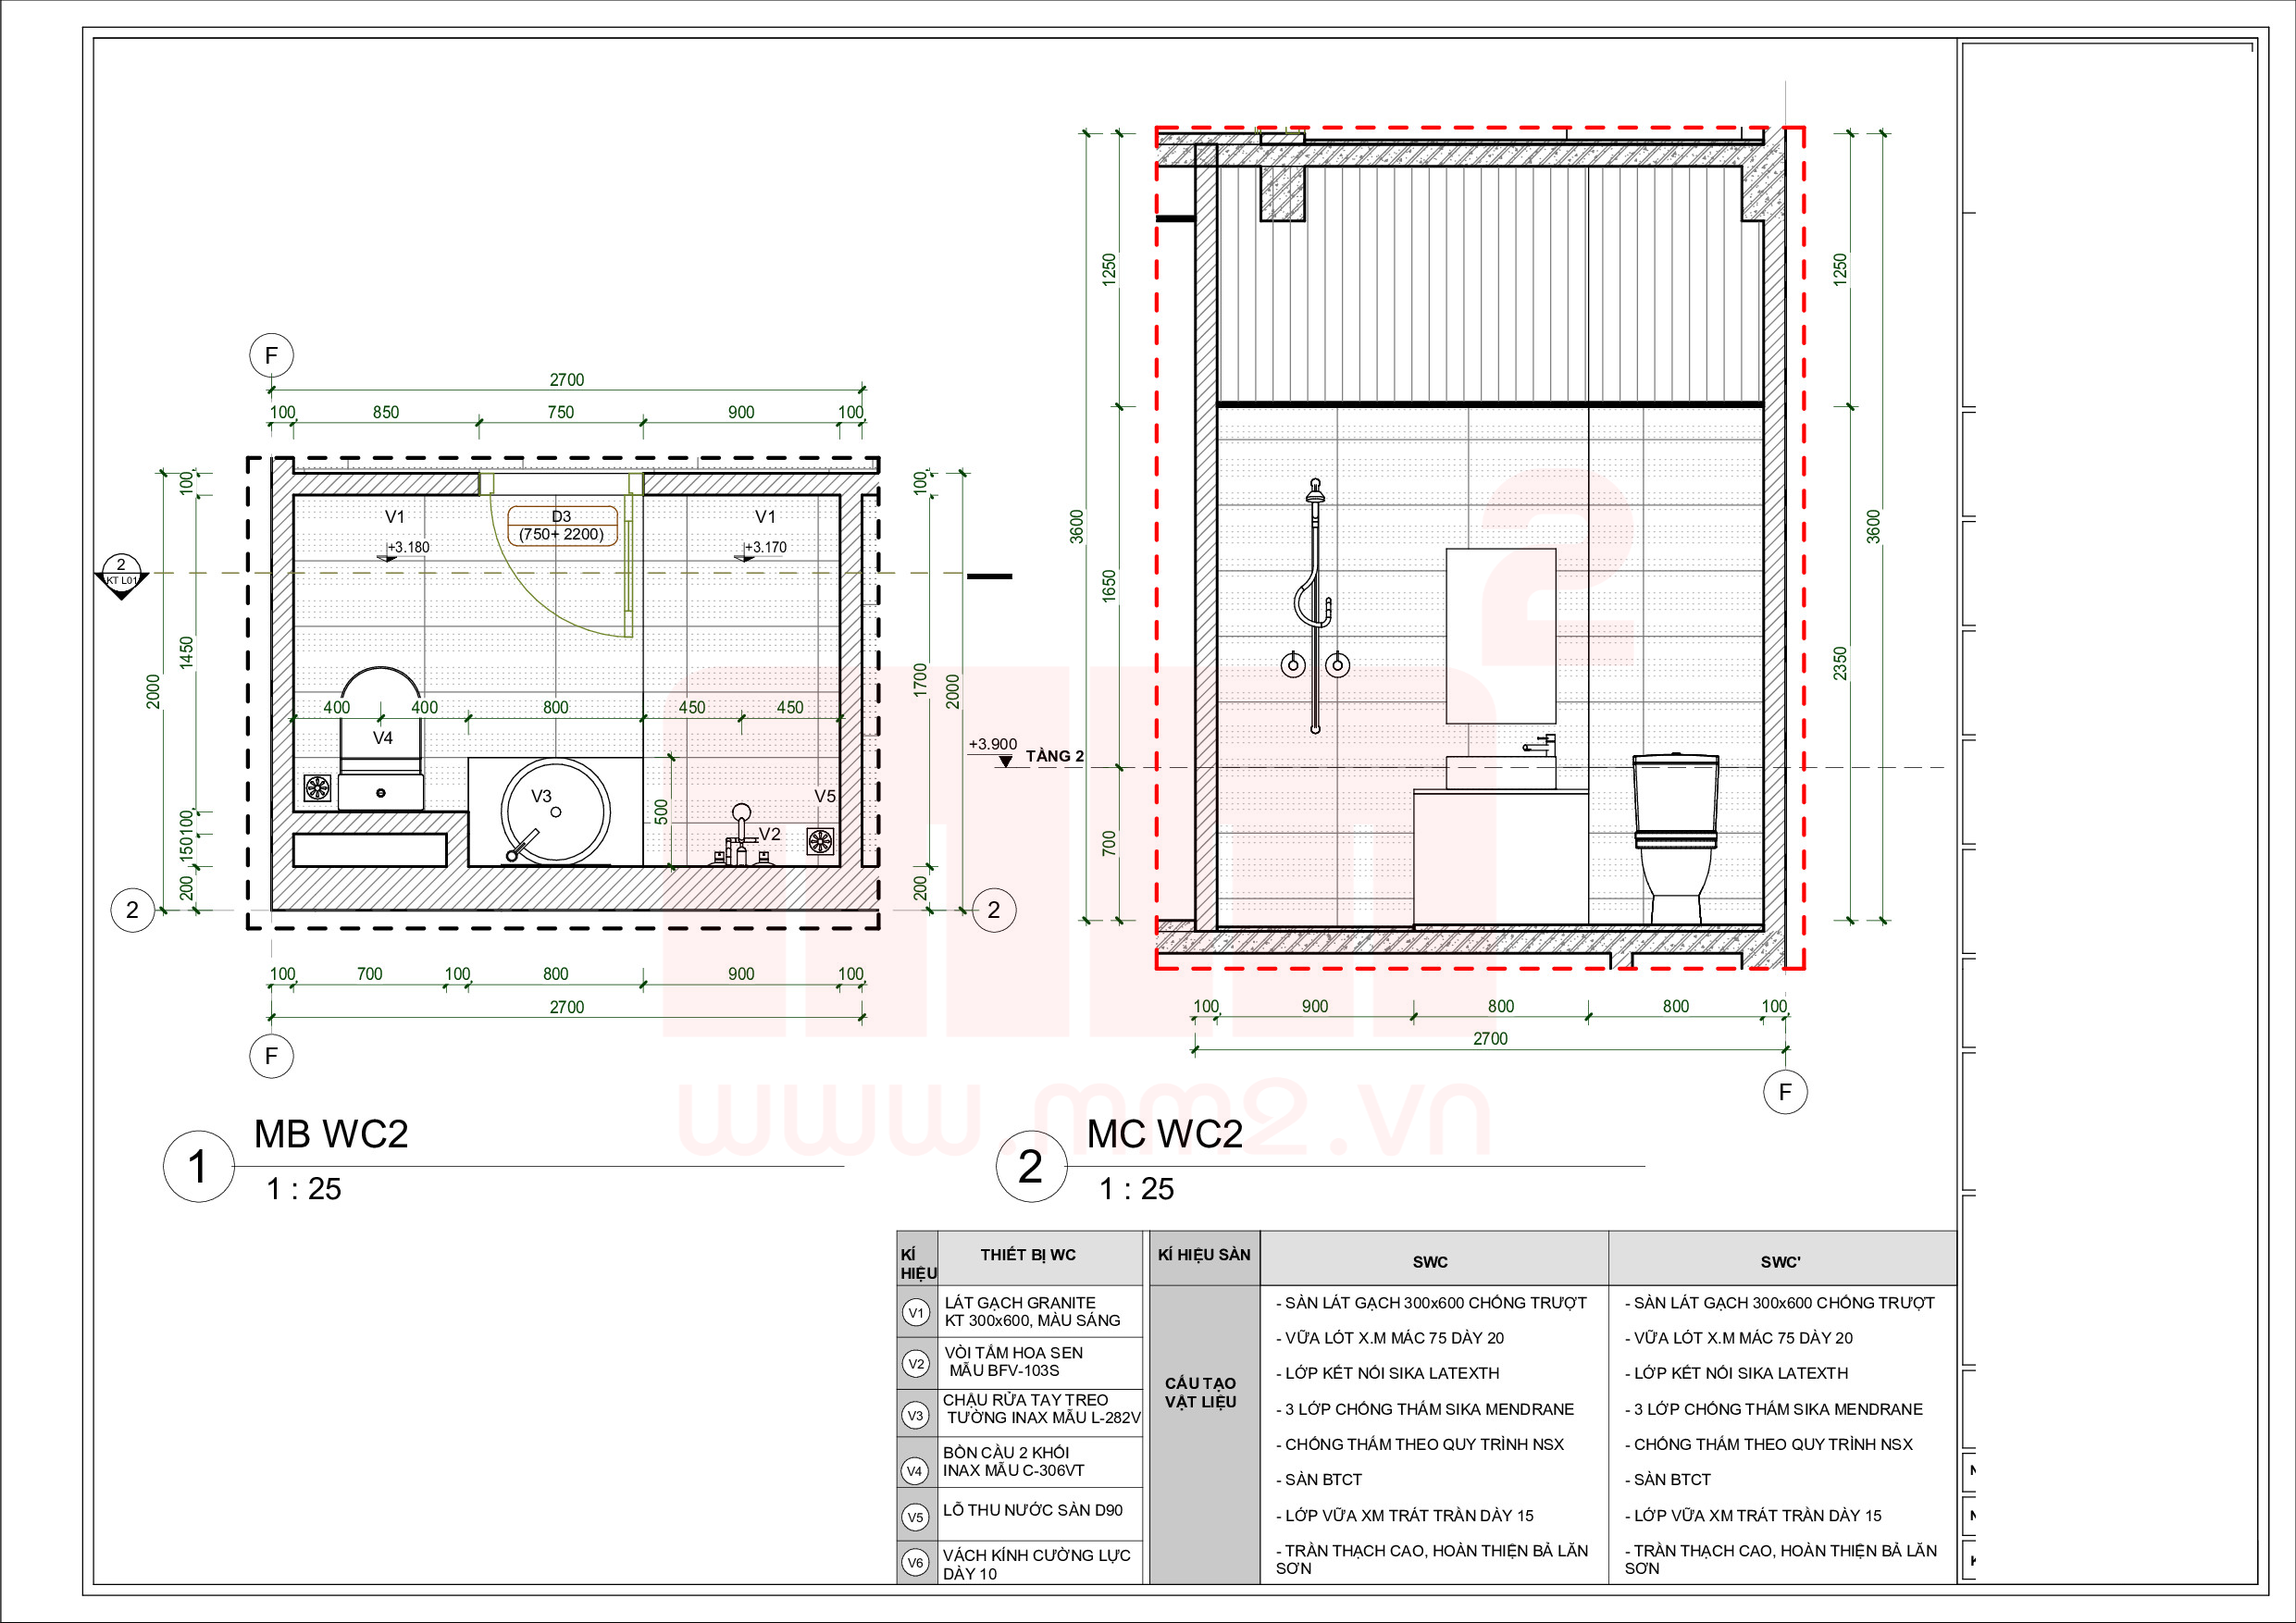 F
2700
100 850 750 900 100
2000
100
1450
100
150
200
2
KT L01
V1
+3.180
D3
(750+ 2200)
V1
+3.170
400 400 800 450 450
V4
V3
500
V2
V5
100
1700
2000
200
2
2
100 700 100 800 900 100
2700
F
3600
1250
1650
700
+3.900 TẦNG 2
1250
2350
3600
100 900 800 800 100
2700
F
www.mm2.vn
1 MB WC2
1 : 25
2 MC WC2
1 : 25
KÍ HIỆU
THIẾT BỊ WC
V1
LÁT GẠCH GRANITE
KT 300x600, MÀU SÁNG
V2
VÒI TẮM HOA SEN
MẪU BFV-103S
V3
CHẬU RỬA TAY TREO
TƯỜNG INAX MẪU L-282V
V4
BỒN CẦU 2 KHỐI
INAX MẪU C-306VT
V5
LỖ THU NƯỚC SÀN D90
V6
VÁCH KÍNH CƯỜNG LỰC
DÀY 10
KÍ HIỆU SÀN
SWC
SWC'
CẤU TẠO
VẬT LIỆU
- SÀN LÁT GẠCH 300x600 CHỐNG TRƯỢT
- VỮA LÓT X.M MÁC 75 DÀY 20
- LỚP KẾT NỐI SIKA LATEXTH
- 3 LỚP CHỐNG THẤM SIKA MENDRANE
- CHỐNG THẤM THEO QUY TRÌNH NSX
- SÀN BTCT
- LỚP VỮA XM TRÁT TRẦN DÀY 15
- TRẦN THẠCH CAO, HOÀN THIỆN BẢ LĂN
SƠN
- SÀN LÁT GẠCH 300x600 CHỐNG TRƯỢT
- VỮA LÓT X.M MÁC 75 DÀY 20
- LỚP KẾT NỐI SIKA LATEXTH
- 3 LỚP CHỐNG THẤM SIKA MENDRANE
- CHỐNG THẤM THEO QUY TRÌNH NSX
- SÀN BTCT
- LỚP VỮA XM TRÁT TRẦN DÀY 15
- TRẦN THẠCH CAO, HOÀN THIỆN BẢ LĂN
SƠN